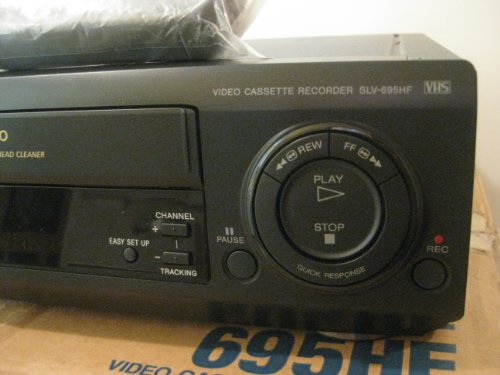 VIDEO CASSETTE RECORDER SLV-695HF VHS
O
HEAD CLEANER
REW FF
PLAY
STOP
QUICK RESPONSE
PAUSE
REC
CHANNEL
+
EASY SET UP
-
TRACKING
695HF
VIDEO CAS